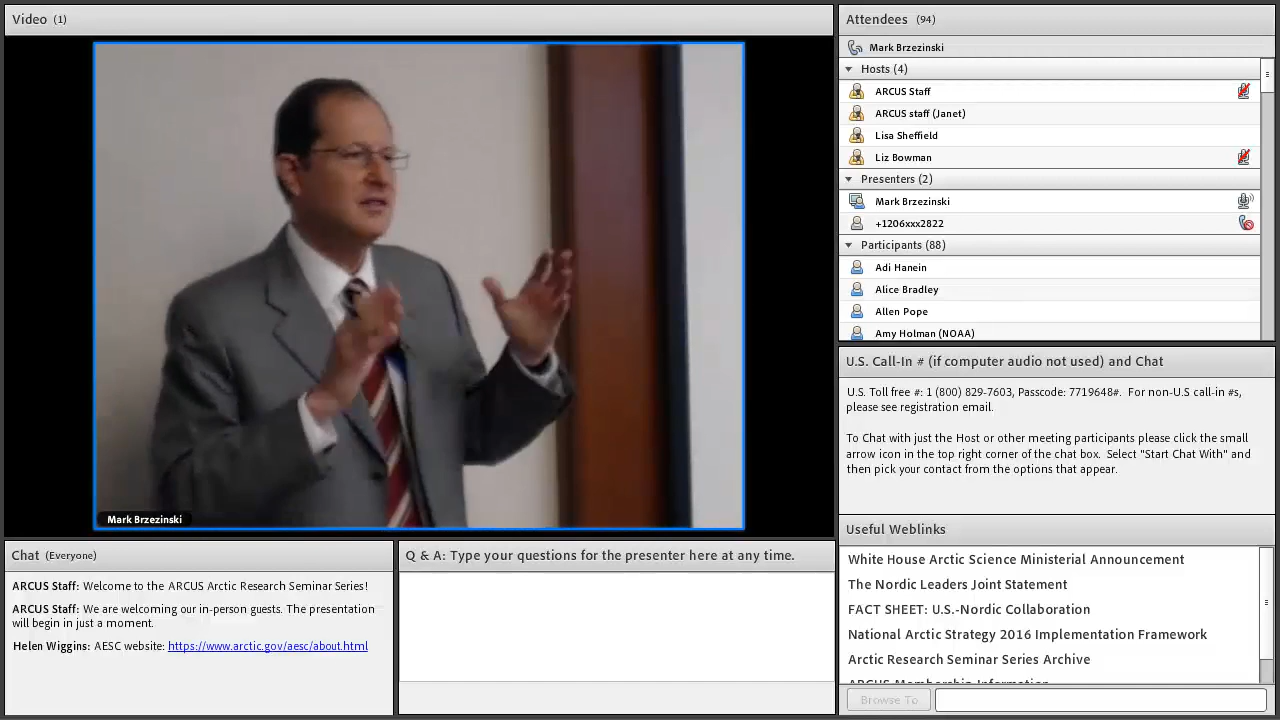 Video (1)
Mark Brzezinski
Chat (Everyone)
ARCUS Staff: Welcome to the ARCUS Arctic Research Seminar Series!
ARCUS Staff: We are welcoming our in-person guests. The presentation
will begin in just a moment.
Helen Wiggins: AESC website: https://www.arctic.gov/aesc/about.html
Q & A: Type your questions for the presenter here at any time.
Attendees (94)
Mark Brzezinski
Hosts (4)
ARCUS Staff
ARCUS staff (Janet)
Lisa Sheffield
Liz Bowman
Presenters (2)
Mark Brzezinski
+1206xxx2822
Participants (88)
Adi Hanein
Alice Bradley
Allen Pope
Amy Holman (NOAA)
U.S. Call-In # (if computer audio not used) and Chat
U.S. Toll free #: 1 (800) 829-7603, Passcode: 7719648#. For non-U.S call-in #s,
please see registration email.
To Chat with just the Host or other meeting participants please click the small
arrow icon in the top right corner of the chat box. Select "Start Chat With" and
then pick your contact from the options that appear.
Useful Weblinks
White House Arctic Science Ministerial Announcement
The Nordic Leaders Joint Statement
FACT SHEET: U.S.-Nordic Collaboration
National Arctic Strategy 2016 Implementation Framework
Arctic Research Seminar Series Archive
ARCUS Membership Information
Browse To